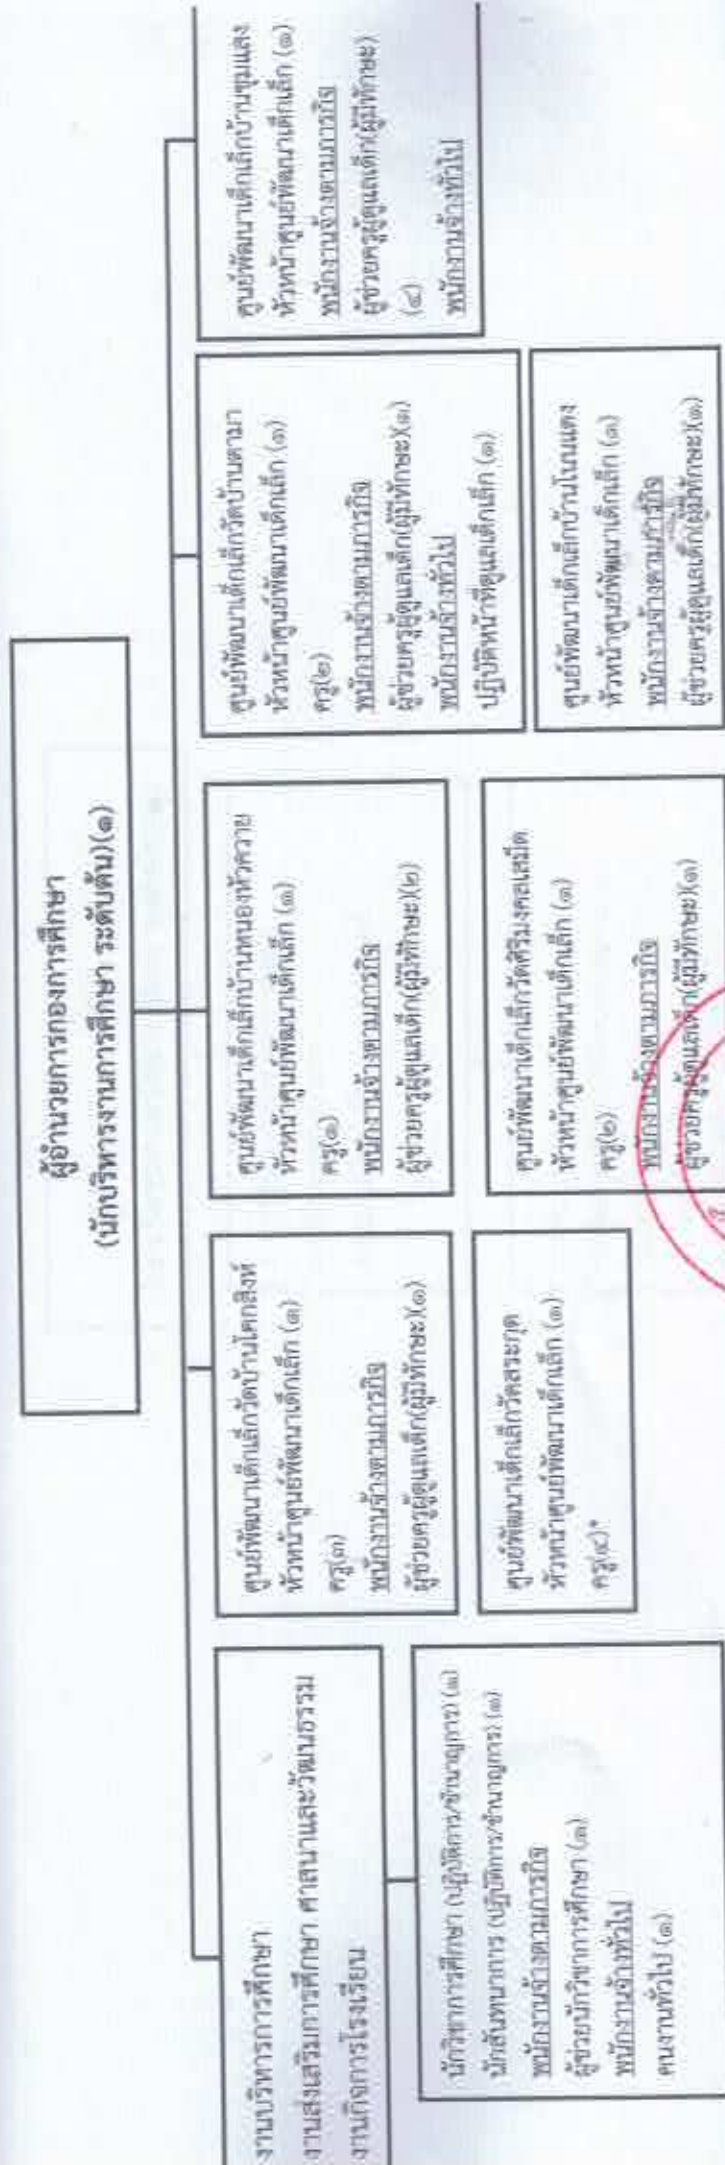 ผู้อำนวยการกองการศึกษา
(นักบริหารงานการศึกษา ระดับต้น)(๑)
งานบริหารการศึกษา
งานส่งเสริมการศึกษา ศาสนาและวัฒนธรรม
งานกิจการโรงเรียน
นักวิชาการศึกษา (ปฏิบัติการ/ชำนาญการ) (๑)
นักสันทนาการ (ปฏิบัติการ/ชำนาญการ) (๑)
พนักงานจ้างตามภารกิจ
ผู้ช่วยนักวิชาการศึกษา (๑)
พนักงานจ้างทั่วไป
คนงานทั่วไป (๑)
ศูนย์พัฒนาเด็กเล็กวัดบ้านโคกสิงห์
หัวหน้าศูนย์พัฒนาเด็กเล็ก (๑)
ครู(๓)
พนักงานจ้างตามภารกิจ
ผู้ช่วยครูผู้ดูแลเด็ก(ผู้มีทักษะ)(๑)
ศูนย์พัฒนาเด็กเล็กวัดสระกุด
หัวหน้าศูนย์พัฒนาเด็กเล็ก (๑)
ครู(๔)*
ศูนย์พัฒนาเด็กเล็กบ้านหนองหัวควาย
หัวหน้าศูนย์พัฒนาเด็กเล็ก (๑)
ครู(๑)
พนักงานจ้างตามภารกิจ
ผู้ช่วยครูผู้ดูแลเด็ก(ผู้มีทักษะ)(๒)
ศูนย์พัฒนาเด็กเล็กวัดศิริมงคลเสม็ด
หัวหน้าศูนย์พัฒนาเด็กเล็ก (๑)
ครู(๒)
พนักงานจ้างตามภารกิจ
ผู้ช่วยครูผู้ดูแลเด็ก(ผู้มีทักษะ)(๑)
ศูนย์พัฒนาเด็กเล็กวัดบ้านตามา
หัวหน้าศูนย์พัฒนาเด็กเล็ก (๑)
ครู(๒)
พนักงานจ้างตามภารกิจ
ผู้ช่วยครูผู้ดูแลเด็ก(ผู้มีทักษะ)(๑)
พนักงานจ้างทั่วไป
ปฏิบัติหน้าที่ดูแลเด็กเล็ก (๑)
ศูนย์พัฒนาเด็กเล็กบ้านโนนแดง
หัวหน้าศูนย์พัฒนาเด็กเล็ก (๑)
พนักงานจ้างตามภารกิจ
ผู้ช่วยครูผู้ดูแลเด็ก(ผู้มีทักษะ)(๑)
ศูนย์พัฒนาเด็กเล็กบ้านชุมแสง
หัวหน้าศูนย์พัฒนาเด็กเล็ก (๑)
พนักงานจ้างตามภารกิจ
ผู้ช่วยครูผู้ดูแลเด็ก(ผู้มีทักษะ)
(๔)
พนักงานจ้างทั่วไป